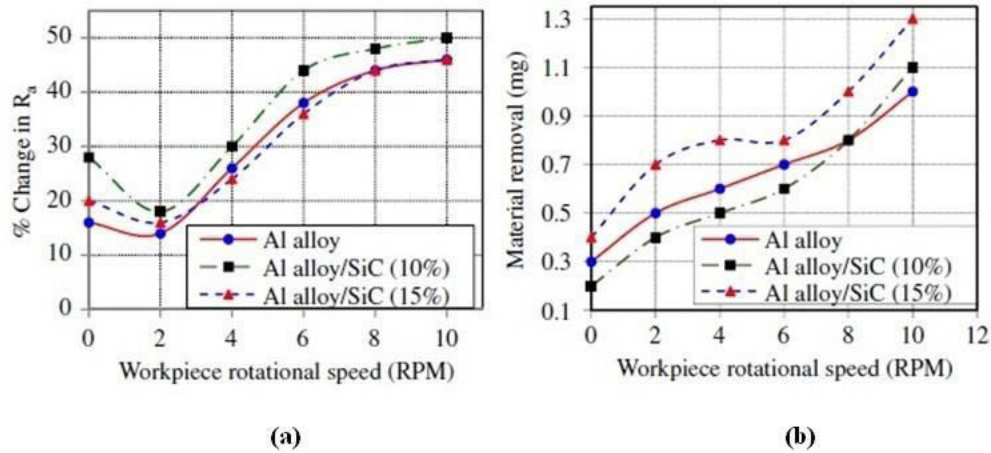 % Change in Ra
50
40
30
20
10
0
Al alloy
Al alloy/SiC (10%)
Al alloy/SiC (15%)
0 2 4 6 8 10
Workpiece rotational speed (RPM)
(a)
Material removal (mg)
1.3
1.1
0.9
0.7
0.5
0.3
0.1
Al alloy
Al alloy/SiC (10%)
Al alloy/SiC (15%)
0 2 4 6 8 10 12
Workpiece rotational speed (RPM)
(b)